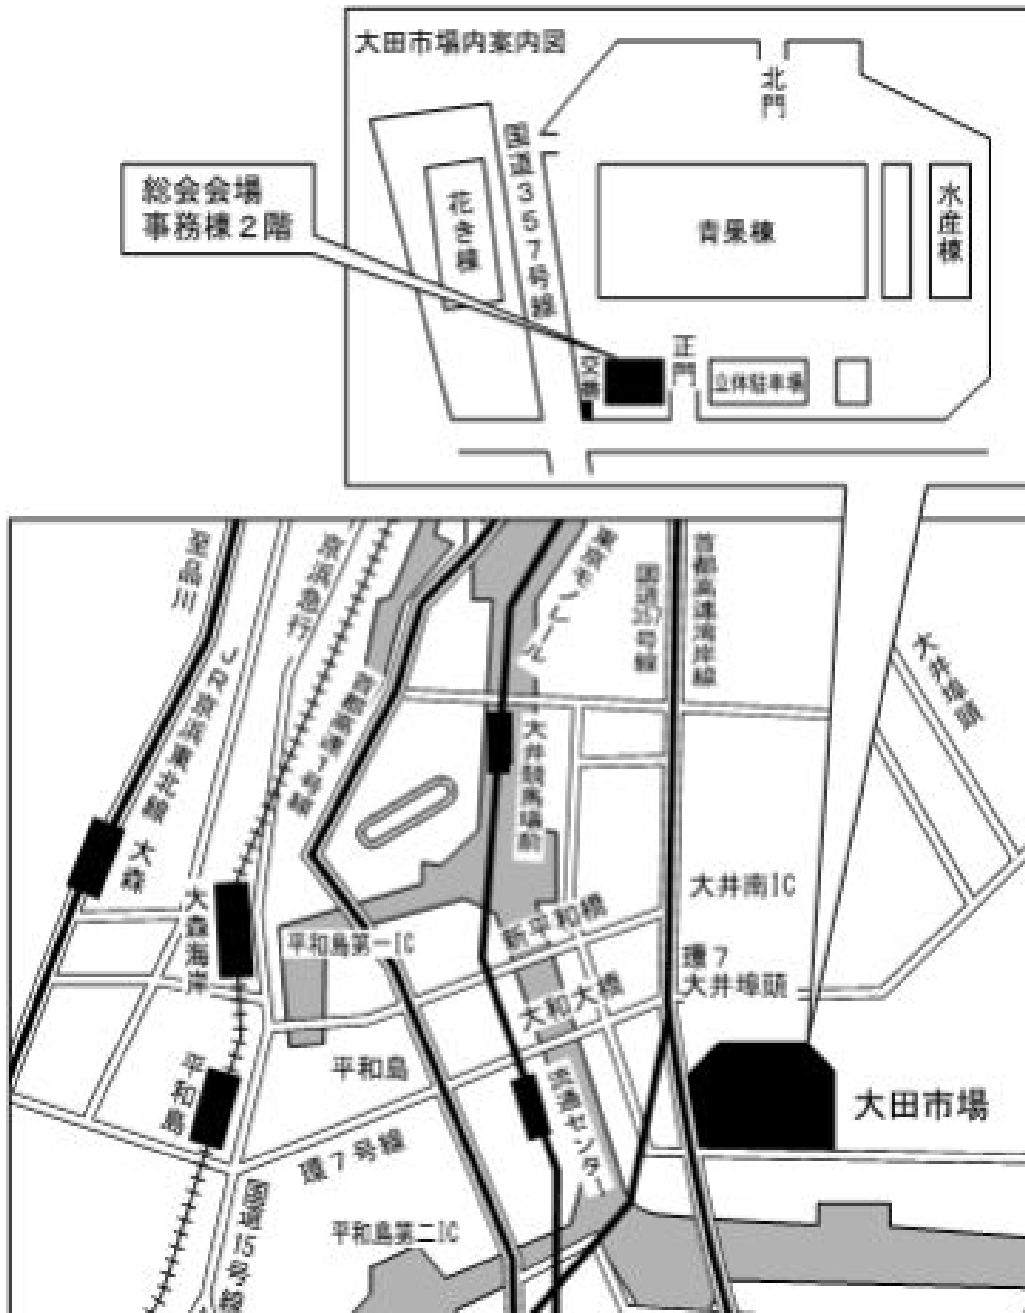 大田市場内案内図
北門
国道357号線
総会会場
事務棟2階
花き棟
青果棟
水産棟
交番
正門
立体駐車場
至品川
京浜急行
東京モノレール
国道357号線
首都高速湾岸線
大井埠頭
JR京浜東北線
首都高速1号線
大井競馬場前
大森
大森海岸
大井南IC
新平和橋
平和島第一IC
環7
大井埠頭
大和大橋
平和島
平和島
流通センター
大田市場
環7号線
国道15号線
平和島第二IC